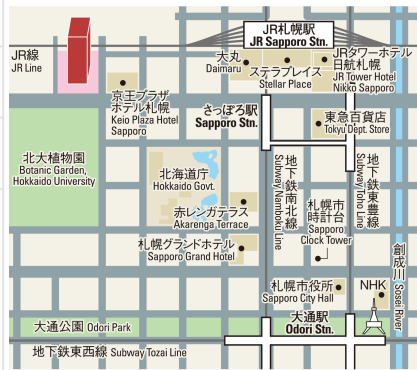 JR札幌駅
JR Sapporo Stn.
JR線
JR Line
大丸
Daimaru
ステラプレイス
Stellar Place
JRタワーホテル
日航札幌
JR Tower Hotel
Nikko Sapporo
京王プラザ
ホテル札幌
Keio Plaza Hotel
Sapporo
さっぽろ駅
Sapporo Stn.
東急百貨店
Tokyu Dept. Store
北大植物園
Botanic Garden,
Hokkaido University
北海道庁
Hokkaido Govt.
地下鉄南北線
Subway Namboku Line
地下鉄東豊線
Subway Toho Line
赤レンガテラス
Akarenga Terrace
札幌市
時計台
Sapporo
Clock Tower
札幌グランドホテル
Sapporo Grand Hotel
創成川
Sosei River
札幌市役所
Sapporo City Hall
NHK
大通公園 Odori Park
大通駅
Odori Stn.
地下鉄東西線 Subway Tozai Line